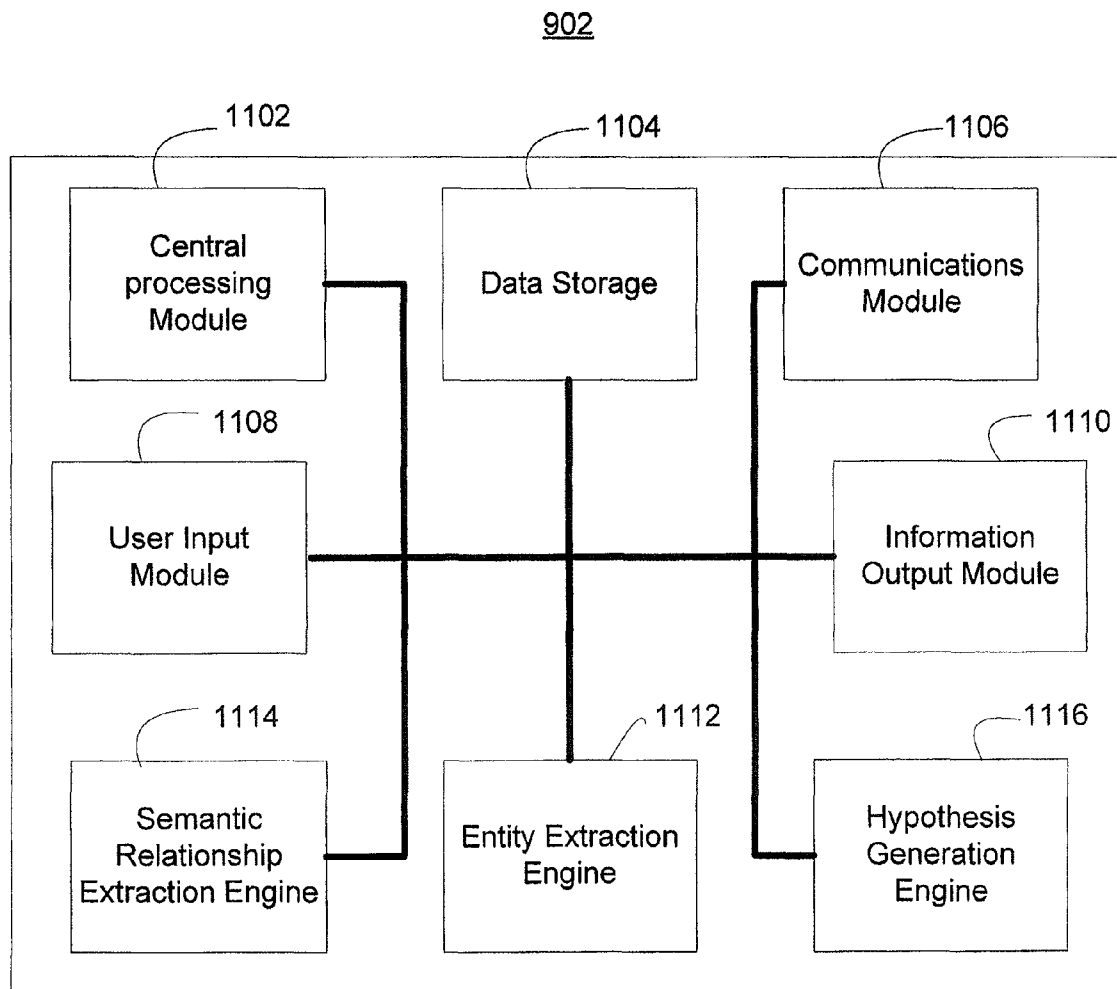 902
1102
1104
1106
Central
processing
Module
Data Storage
Communications
Module
1108
1110
User Input
Module
Information
Output Module
1114
1112
1116
Semantic
Relationship
Extraction Engine
Entity Extraction
Engine
Hypothesis
Generation
Engine